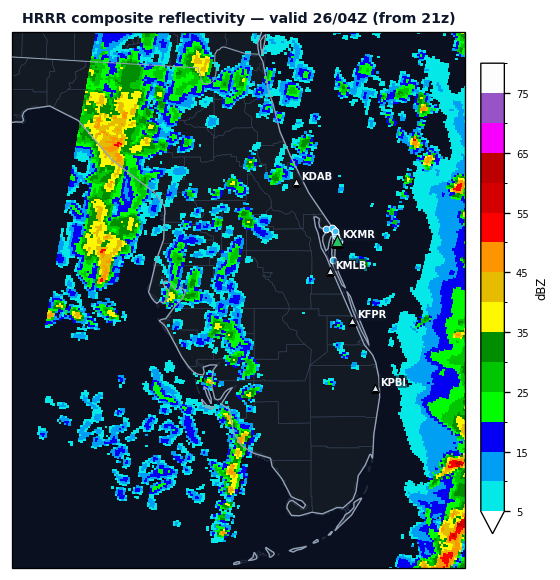 HRRR composite reflectivity — valid 26/04Z (from 21z)
KDAB
KXMR
KMLB
KFPR
KPBI
75
65
55
45
35
25
15
5
dBZ